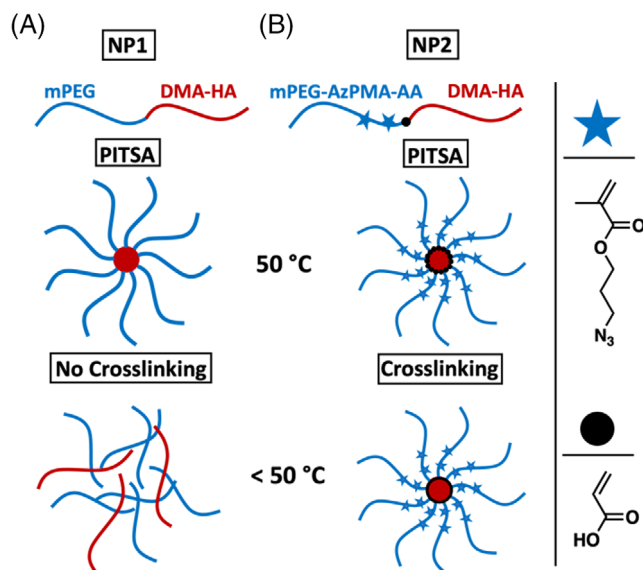 (A)
NP1
mPEG
DMA-HA
PITSA
No Crosslinking
(B)
NP2
mPEG-AzPMA-AA
DMA-HA
PITSA
50 °C
Crosslinking
< 50 °C
O
O
N3
O
HO